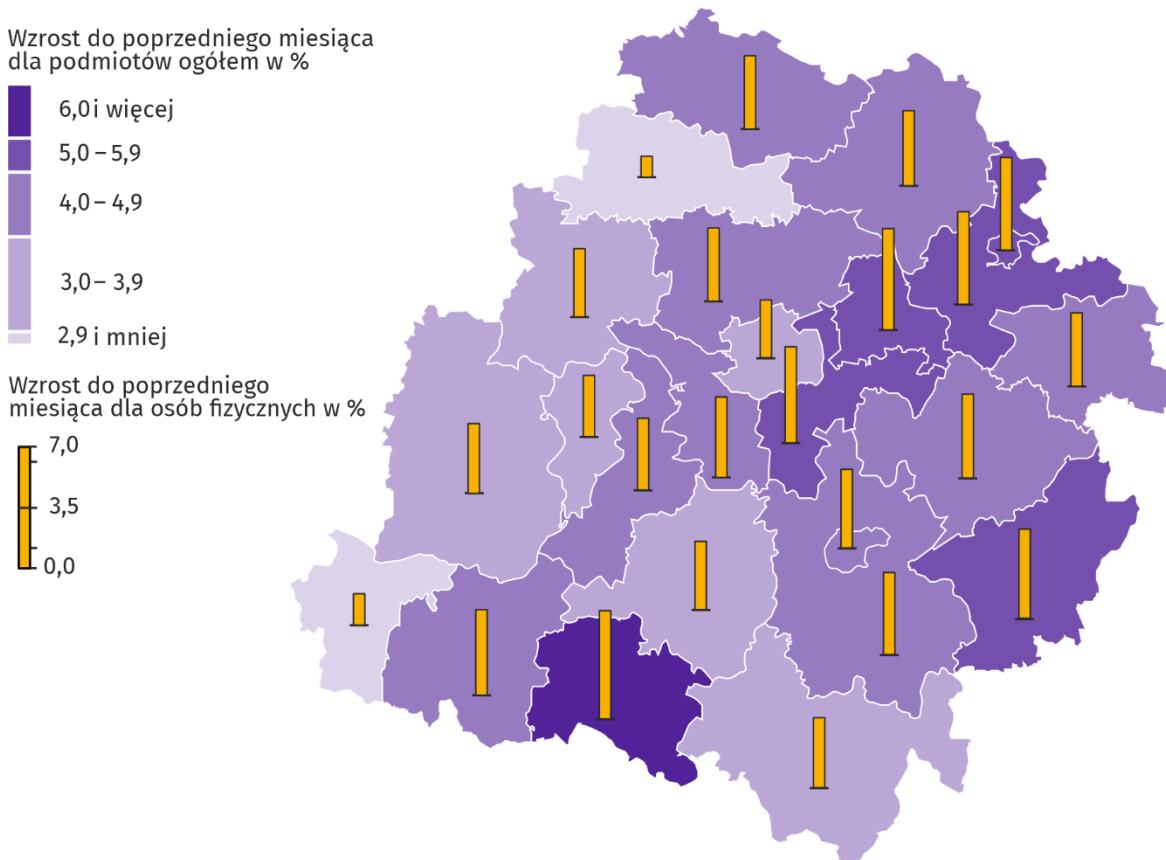 Wzrost do poprzedniego miesiąca
dla podmiotów ogółem w %
6,0 i więcej
5,0 – 5,9
4,0 – 4,9
3,0 – 3,9
2,9 i mniej
Wzrost do poprzedniego
miesiąca dla osób fizycznych w %
7,0
3,5
0,0